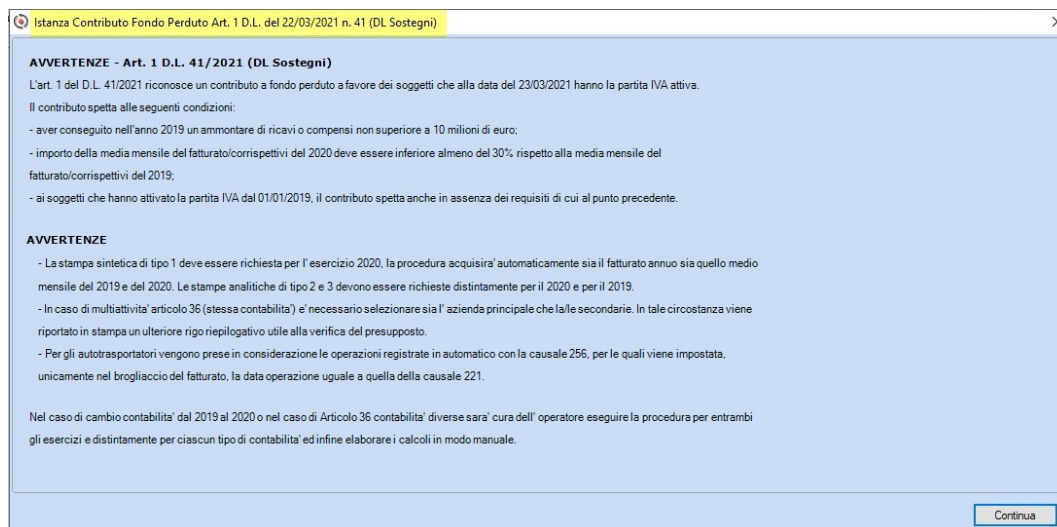 Istanza Contributo Fondo Perduto Art. 1 D.L. del 22/03/2021 n. 41 (DL Sostegni)
AVVERTENZE - Art. 1 D.L. 41/2021 (DL Sostegni)
L'art. 1 del D.L. 41/2021 riconosce un contributo a fondo perduto a favore dei soggetti che alla data del 23/03/2021 hanno la partita IVA attiva.
Il contributo spetta alle seguenti condizioni:
- aver conseguito nell'anno 2019 un ammontare di ricavi o compensi non superiore a 10 milioni di euro;
- importo della media mensile del fatturato/corrispettivi del 2020 deve essere inferiore almeno del 30% rispetto alla media mensile del
fatturato/corrispettivi del 2019;
- ai soggetti che hanno attivato la partita IVA dal 01/01/2019, il contributo spetta anche in assenza dei requisiti di cui al punto precedente.
AVVERTENZE
- La stampa sintetica di tipo 1 deve essere richiesta per l' esercizio 2020, la procedura acquisira' automaticamente sia il fatturato annuo sia quello medio
mensile del 2019 e del 2020. Le stampe analitiche di tipo 2 e 3 devono essere richieste distintamente per il 2020 e per il 2019.
- In caso di multiattivita' articolo 36 (stessa contabilita') e' necessario selezionare sia l' azienda principale che la/le secondarie. In tale circostanza viene
riportato in stampa un ulteriore rigo riepilogativo utile alla verifica del presupposto.
- Per gli autotrasportatori vengono prese in considerazione le operazioni registrate in automatico con la causale 256, per le quali viene impostata,
unicamente nel brogliaccio del fatturato, la data operazione uguale a quella della causale 221.
Nel caso di cambio contabilita' dal 2019 al 2020 o nel caso di Articolo 36 contabilita' diverse sara' cura dell' operatore eseguire la procedura per entrambi
gli esercizi e distintamente per ciascun tipo di contabilita' ed infine elaborare i calcoli in modo manuale.
Continua